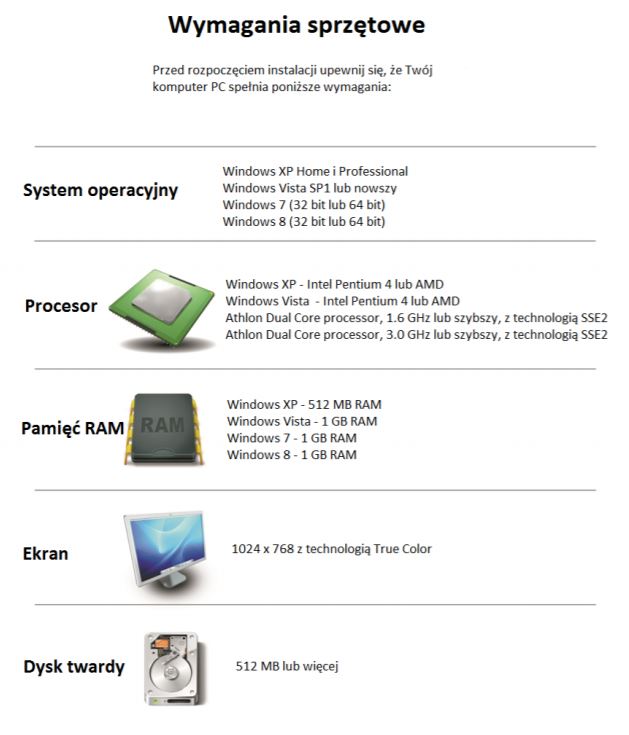 Wymagania sprzętowe
Przed rozpoczęciem instalacji upewnij się, że Twój
komputer PC spełnia poniższe wymagania:
System operacyjny
Windows XP Home i Professional
Windows Vista SP1 lub nowszy
Windows 7 (32 bit lub 64 bit)
Windows 8 (32 bit lub 64 bit)
Procesor
Windows XP - Intel Pentium 4 lub AMD
Windows Vista - Intel Pentium 4 lub AMD
Athlon Dual Core processor, 1.6 GHz lub szybszy, z technologią SSE2
Athlon Dual Core processor, 3.0 GHz lub szybszy, z technologią SSE2
Pamięć RAM
RAM
Windows XP - 512 MB RAM
Windows Vista - 1 GB RAM
Windows 7 - 1 GB RAM
Windows 8 - 1 GB RAM
Ekran
1024 x 768 z technologią True Color
Dysk twardy
512 MB lub więcej